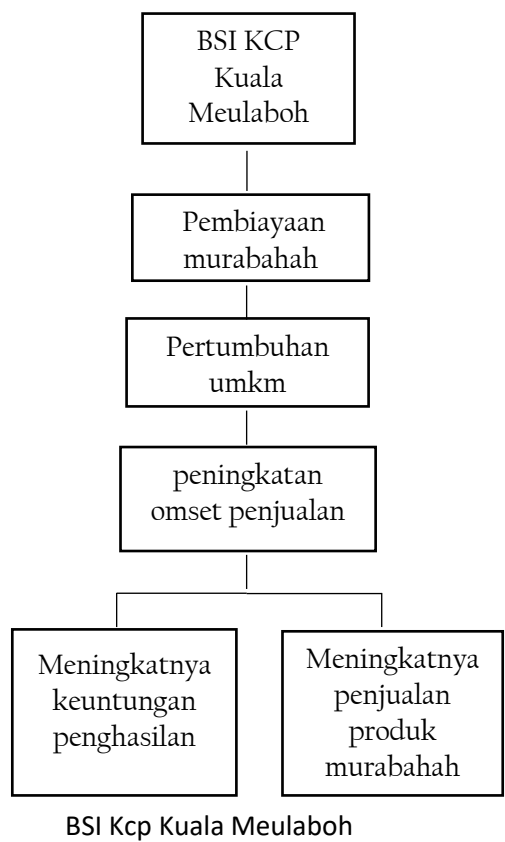 BSI KCP
Kuala
Meulaboh
Pembiayaan
murabahah
Pertumbuhan
umkm
peningkatan
omset penjualan
Meningkatnya
keuntungan
penghasilan
Meningkatnya
penjualan
produk
murabahah
BSI Kcp Kuala Meulaboh